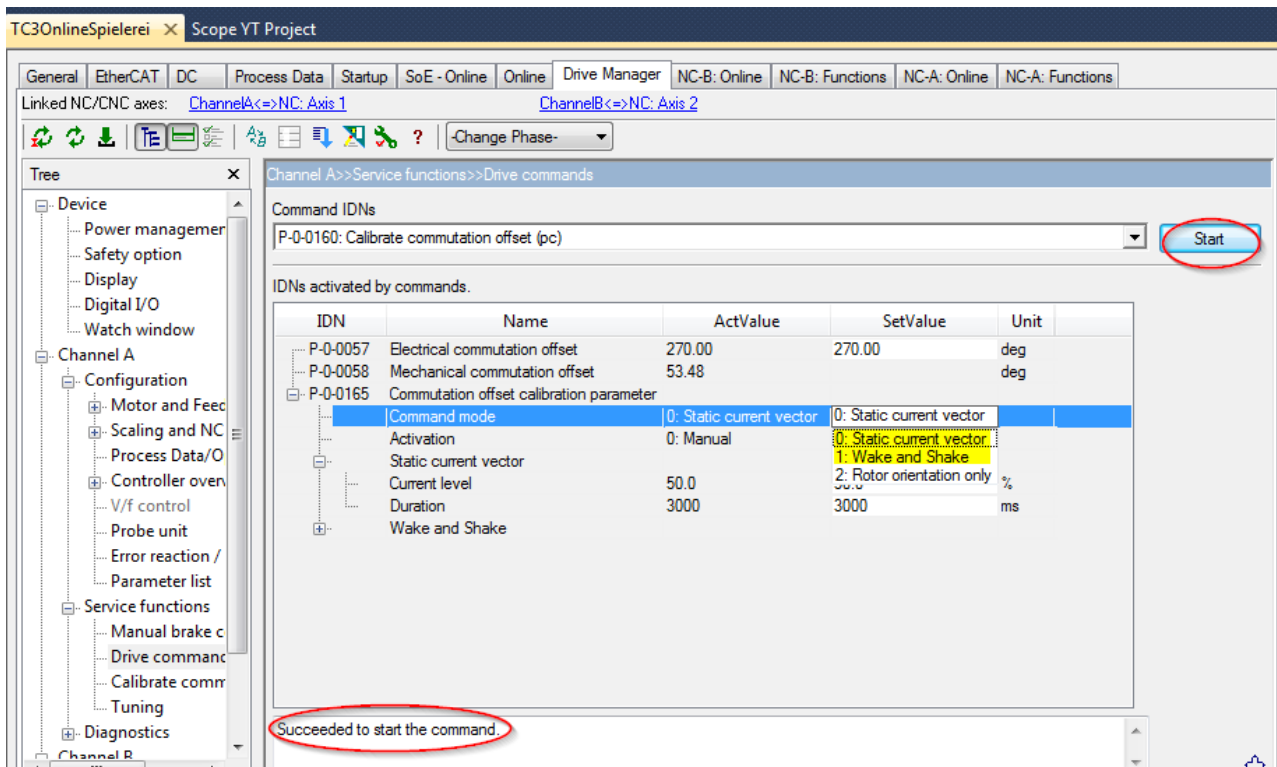 TC3OnlineSpielerei Scope YT Project
General EtherCAT DC Process Data Startup SoE - Online Online Drive Manager NC-B: Online NC-B: Functions NC-A: Online NC-A: Functions
Linked NC/CNC axes: ChannelA<=>NC: Axis 1 ChannelB<=>NC: Axis 2
? -Change Phase-
Tree x
Device
Power managemer
Safety option
Display
Digital I/O
Watch window
Channel A
Configuration
Motor and Feed
Scaling and NC
Process Data/O
Controller over
V/f control
Probe unit
Error reaction /
Parameter list
Service functions
Manual brake c
Drive command
Calibrate comm
Tuning
Diagnostics
Channel B
Channel A>>Service functions>>Drive commands
Command IDNs
P-0-0160: Calibrate commutation offset (pc) Start
IDNs activated by commands.
IDN Name ActValue SetValue Unit
P-0-0057 Electrical commutation offset 270.00 270.00 deg
P-0-0058 Mechanical commutation offset 53.48 deg
P-0-0165 Commutation offset calibration parameter
Command mode 0: Static current vector 0: Static current vector
Activation 0: Manual 0: Static current vector
Static current vector 1: Wake and Shake
Current level 50.0 2: Rotor orientation only %
Duration 3000 3000 ms
Wake and Shake
Succeeded to start the command.